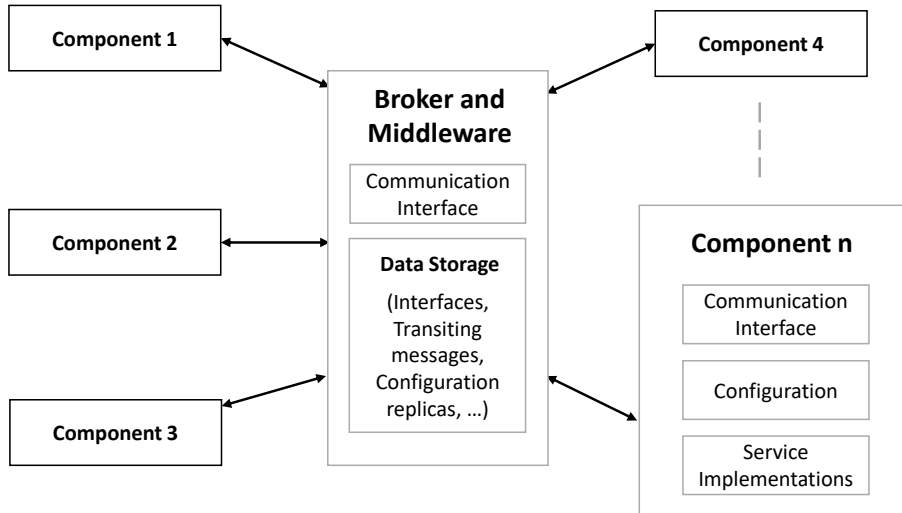 Component 1
Component 2
Component 3
Broker and
Middleware
Communication
Interface
Data Storage
(Interfaces,
Transiting
messages,
Configuration
replicas, ...)
Component 4
Component n
Communication
Interface
Configuration
Service
Implementations